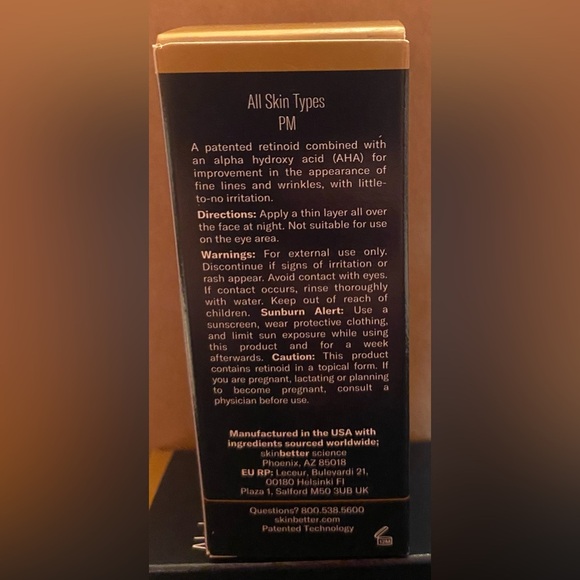 All Skin Types
PM
A patented retinoid combined with
an alpha hydroxy acid (AHA) for
improvement in the appearance of
fine lines and wrinkles, with little-
to-no irritation.
Directions: Apply a thin layer all over
the face at night. Not suitable for use
on the eye area.
Warnings: For external use only.
Discontinue if signs of irritation or
rash appear. Avoid contact with eyes.
If contact occurs, rinse thoroughly
with water. Keep out of reach of
children. Sunburn Alert: Use a
sunscreen, wear protective clothing,
and limit sun exposure while using
this product and for a week
afterwards. Caution: This product
contains retinoid in a topical form. If
you are pregnant, lactating or planning
to become pregnant, consult a
physician before use.
Manufactured in the USA with
ingredients sourced worldwide;
skinbetter science
Phoenix, AZ 85018
EU RP: Leceur, Bulevardi 21,
00180 Helsinki FI
Plaza 1, Salford M50 3UB UK
Questions? 800.538.5600
skinbetter.com
Patented Technology